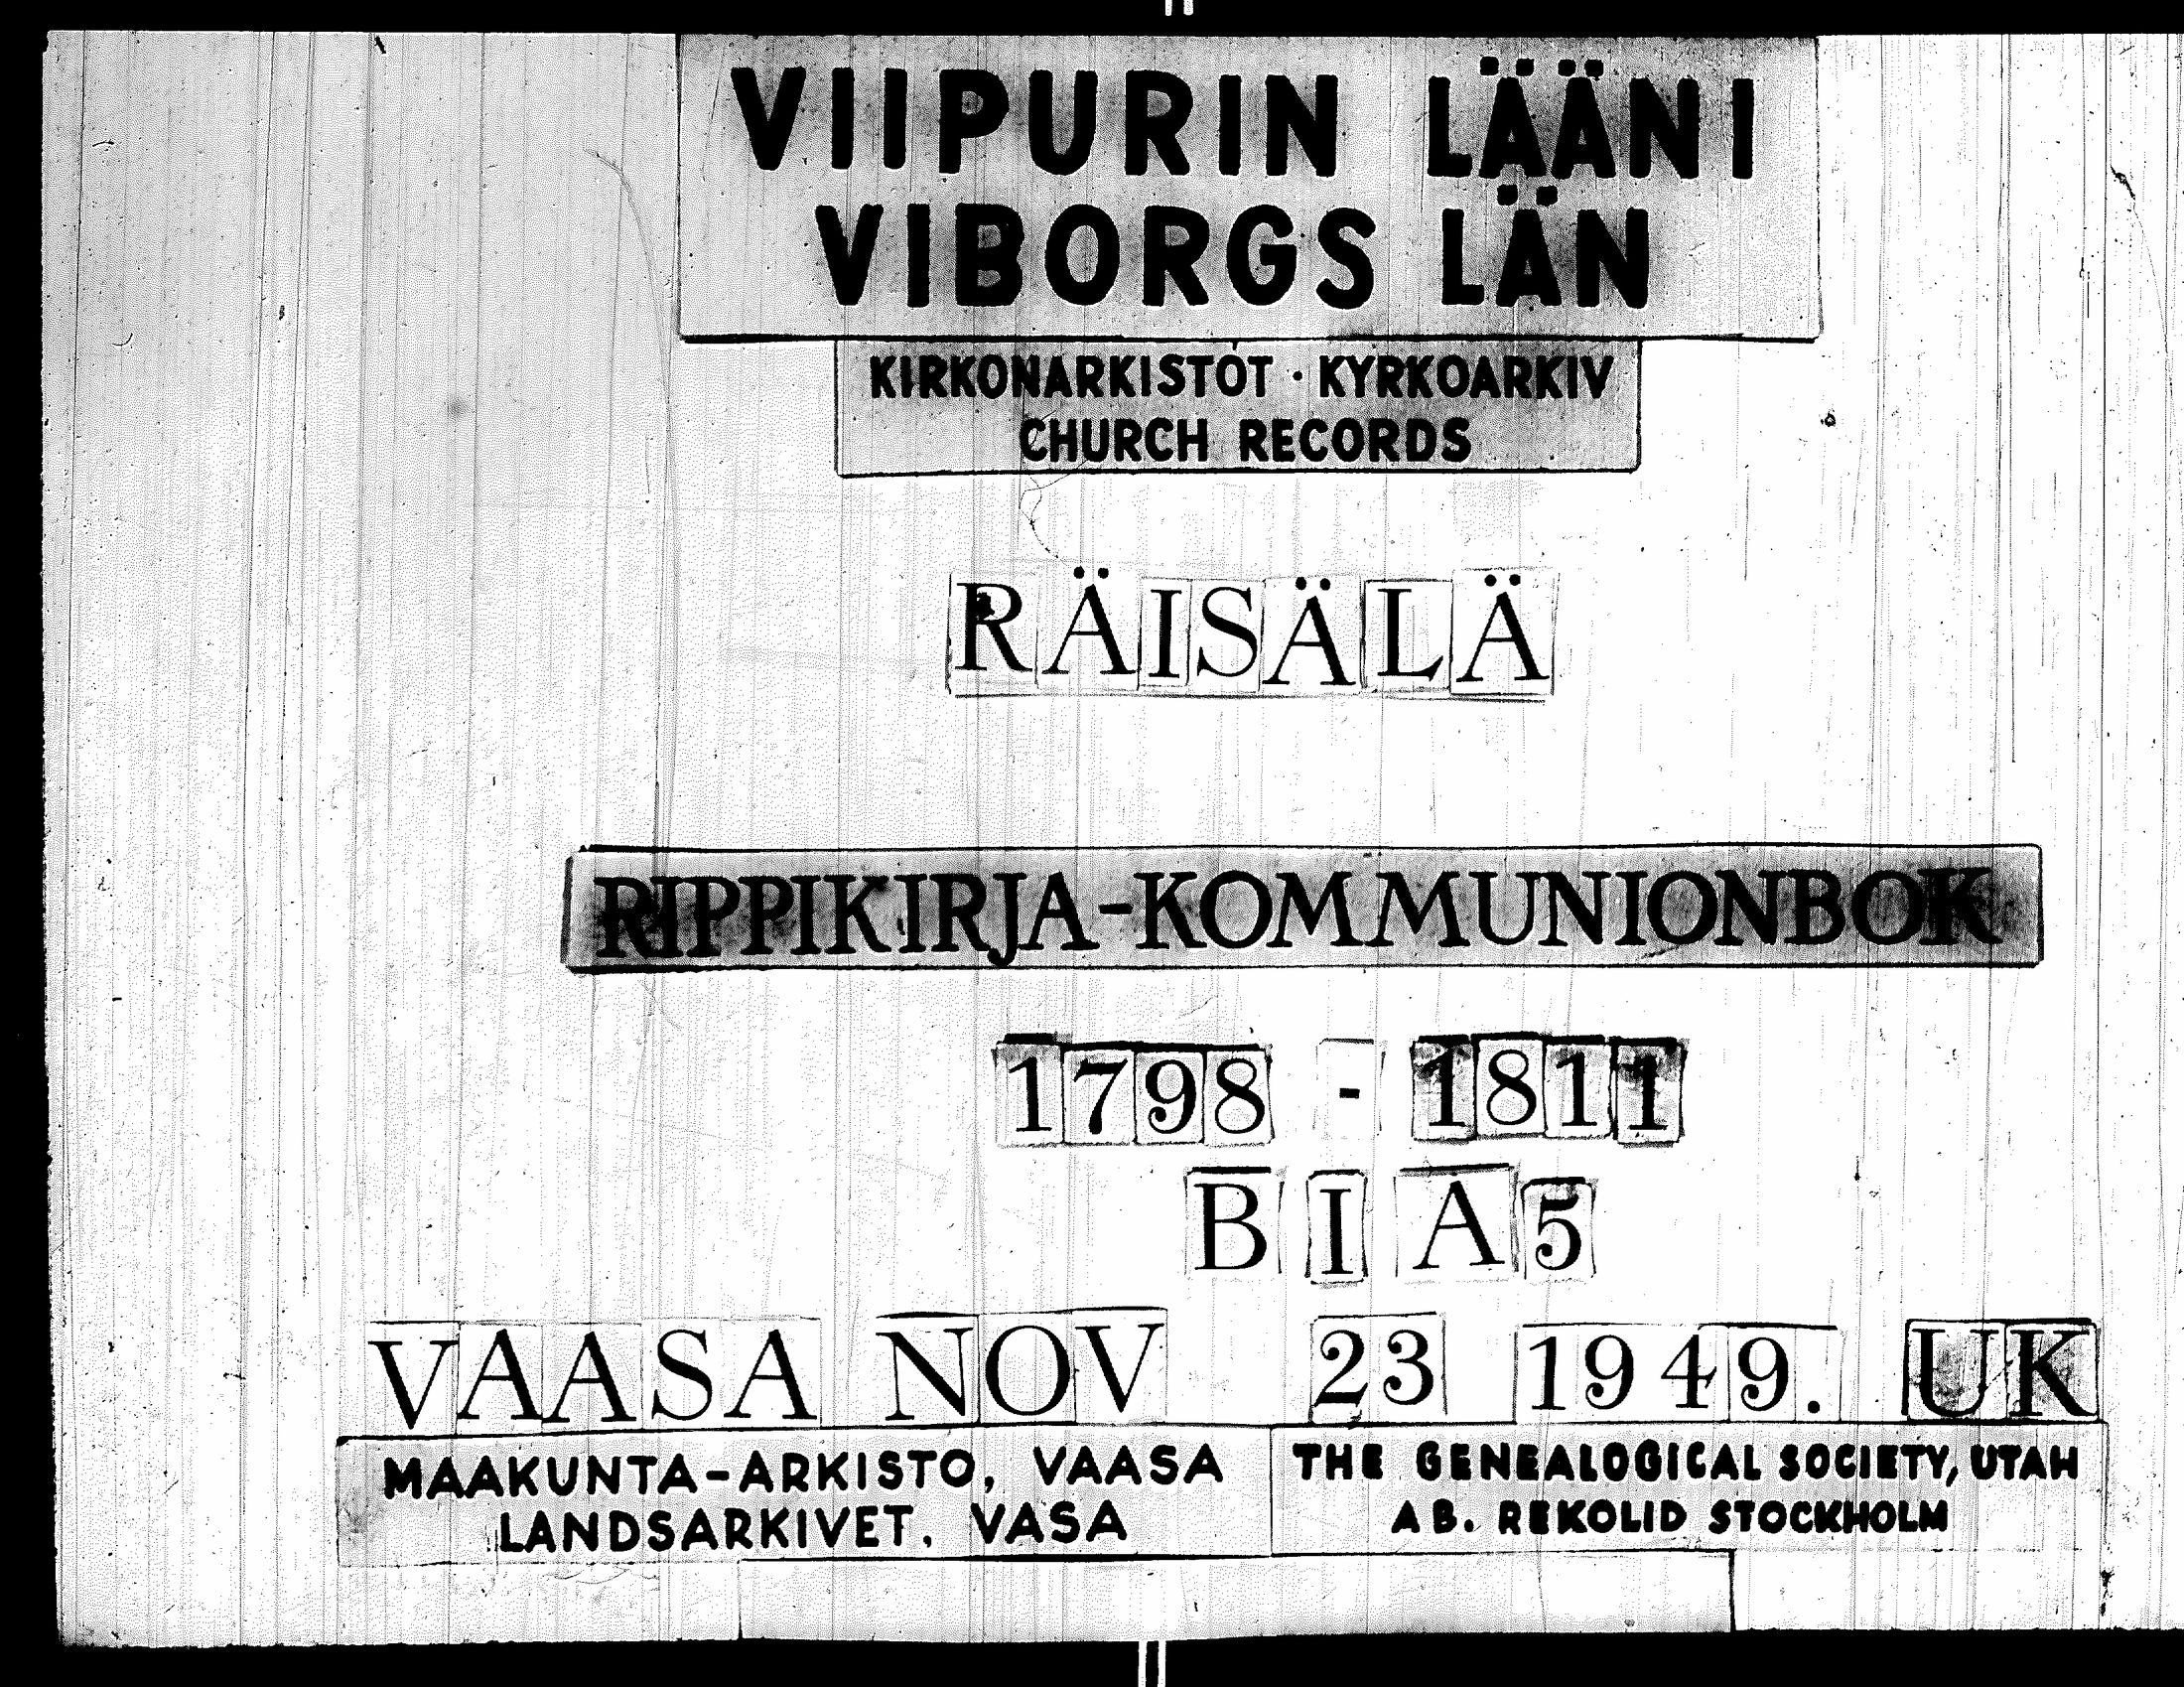 VIIPURIN LÄÄNI
VIBORGS LÄN
KIRKONARKISTOT · KYRKOARKIV
CHURCH RECORDS
RÄISÄLÄ
RIPPIKIRJA-KOMMUNIONBOK
1798 - 1811
B I A5
VAASA NOV 23 1949. UK
MAAKUNTA-ARKISTO, VAASA
LANDSARKIVET, VASA
THE GENEALOGICAL SOCIETY, UTAH
AB. REKOLID STOCKHOLM